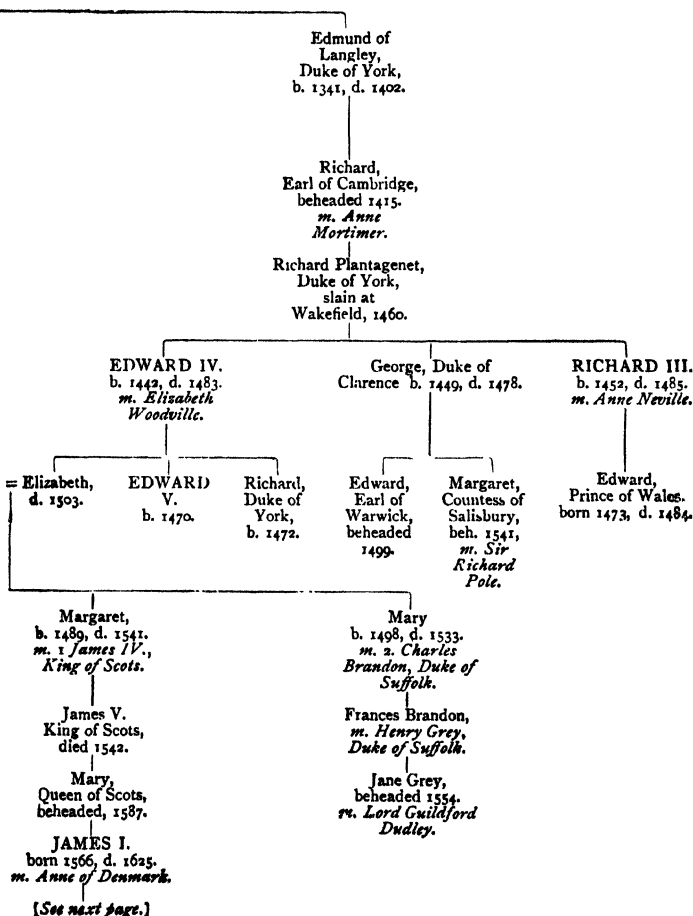 Edmund of
Langley,
Duke of York,
b. 1341, d. 1402.
Richard,
Earl of Cambridge,
beheaded 1415.
m. Anne
Mortimer.
Richard Plantagenet,
Duke of York,
slain at
Wakefield, 1460.
EDWARD IV.
b. 1442, d. 1483.
m. Elizabeth
Woodville.
George, Duke of
Clarence b. 1449, d. 1478.
RICHARD III.
b. 1452, d. 1485.
m. Anne Neville.
= Elizabeth,
d. 1503.
EDWARD
V.
b. 1470.
Richard,
Duke of
York,
b. 1472.
Edward,
Earl of
Warwick,
beheaded
1499.
Margaret,
Countess of
Salisbury,
beh. 1541,
m. Sir
Richard
Pole.
Edward,
Prince of Wales.
born 1473, d. 1484.
Margaret,
b. 1489, d. 1541.
m. 1 James IV.,
King of Scots.
Mary
b. 1498, d. 1533.
m. 2. Charles
Brandon, Duke of
Suffolk.
James V.
King of Scots,
died 1542.
Frances Brandon,
m. Henry Grey,
Duke of Suffolk.
Mary,
Queen of Scots,
beheaded, 1587.
Jane Grey,
beheaded 1554.
m. Lord Guildford
Dudley.
JAMES I.
born 1566, d. 1625.
m. Anne of Denmark.
[See next page.]